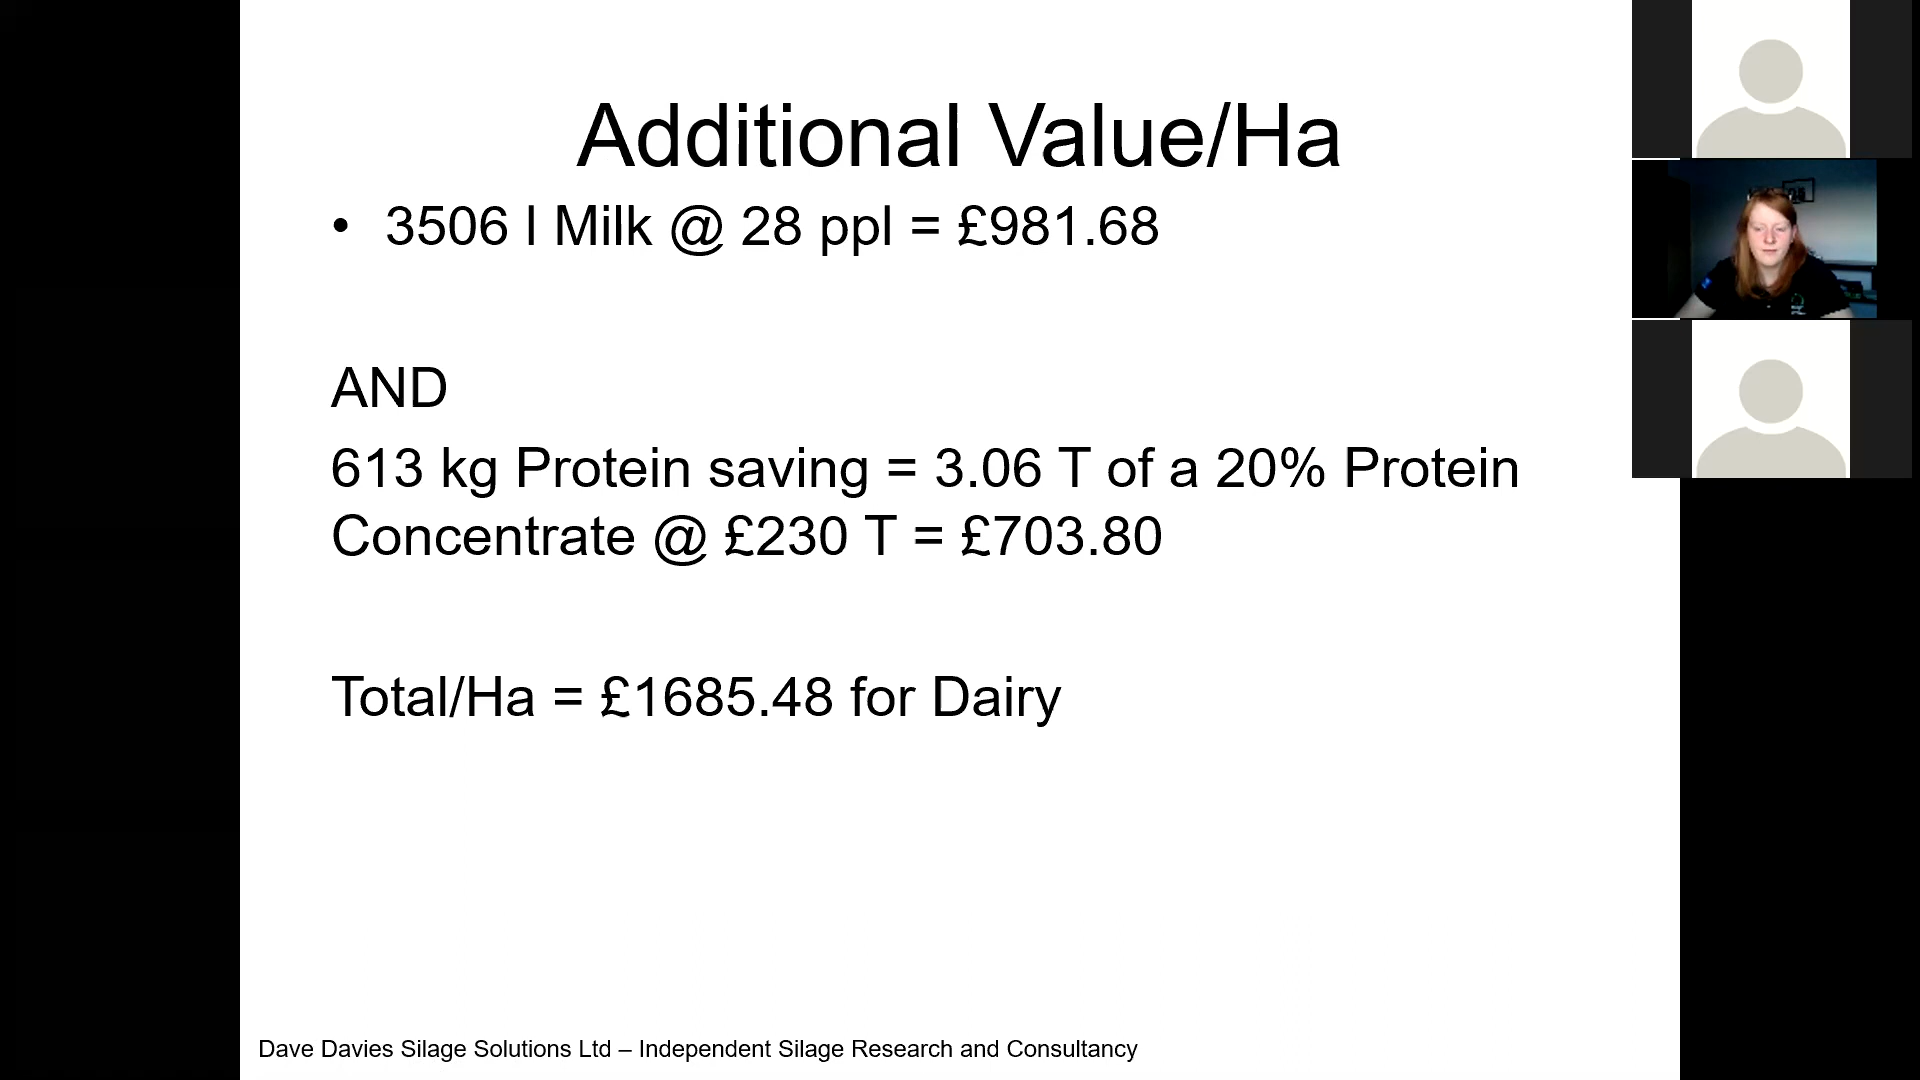 Additional Value/Ha
• 3506 l Milk @ 28 ppl = £981.68
AND
613 kg Protein saving = 3.06 T of a 20% Protein
Concentrate @ £230 T = £703.80
Total/Ha = £1685.48 for Dairy
Dave Davies Silage Solutions Ltd – Independent Silage Research and Consultancy